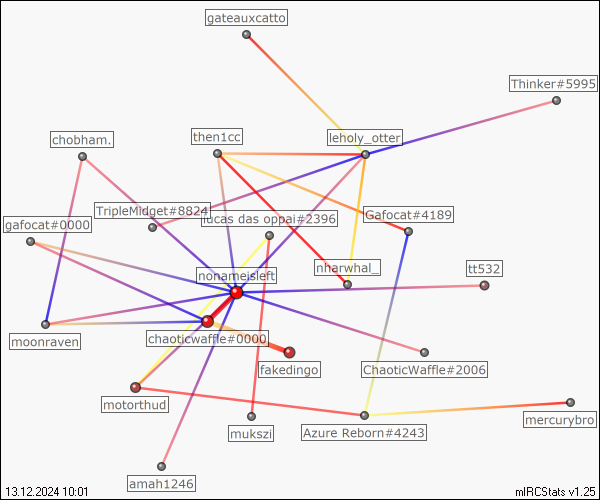 gateauxcatto
Thinker#5995
then1cc
leholy_otter
chobham.
TripleMidget#8824
lucas das oppai#2396
Gafocat#4189
gafocat#0000
nonameisleft
nharwhal_
tt532
moonraven
chaoticwaffle#0000
fakedingo
ChaoticWaffle#2006
motorthud
mukszi
Azure Reborn#4243
mercurybro
amah1246
13.12.2024 10:01
mIRCStats v1.25